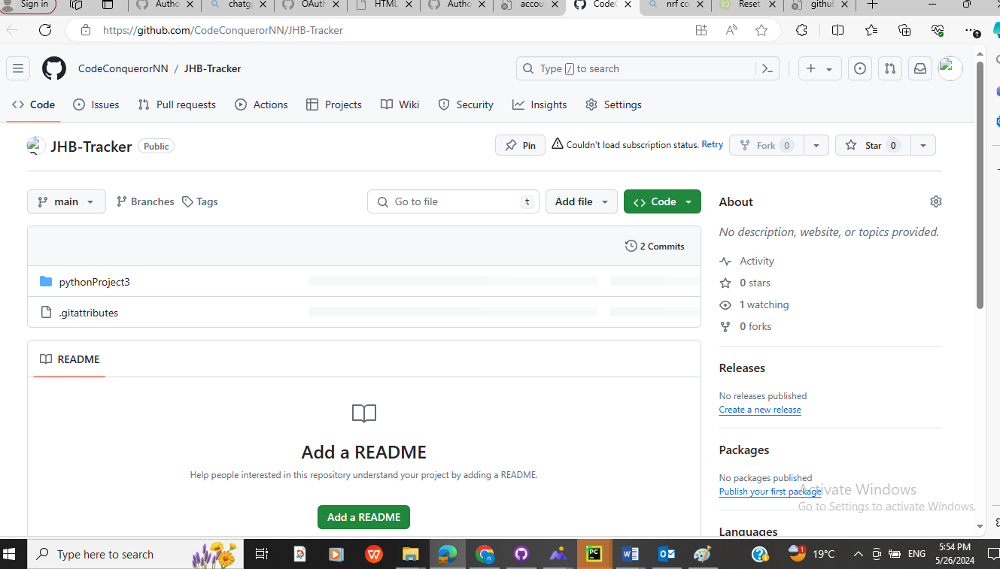 Sign in Autho chatg OAuth HTML Autho accou Code nrf co Reset github
https://github.com/CodeConquerorNN/JHB-Tracker
CodeConquerorNN / JHB-Tracker Type / to search
Code Issues Pull requests Actions Projects Wiki Security Insights Settings
JHB-Tracker Public Pin Couldn't load subscription status. Retry Fork 0 Star 0
main Branches Tags Go to file t Add file Code About
No description, website, or topics provided.
2 Commits
Activity
pythonProject3
0 stars
1 watching
.gitattributes
0 forks
README
Releases
No releases published
Create a new release
Add a README
Help people interested in this repository understand your project by adding a README.
Packages
No packages published
Publish your first package
Add a README
Languages
Activate Windows
Go to Settings to activate Windows.
Type here to search PC 1 19°C ENG 5:54 PM
5/26/2024